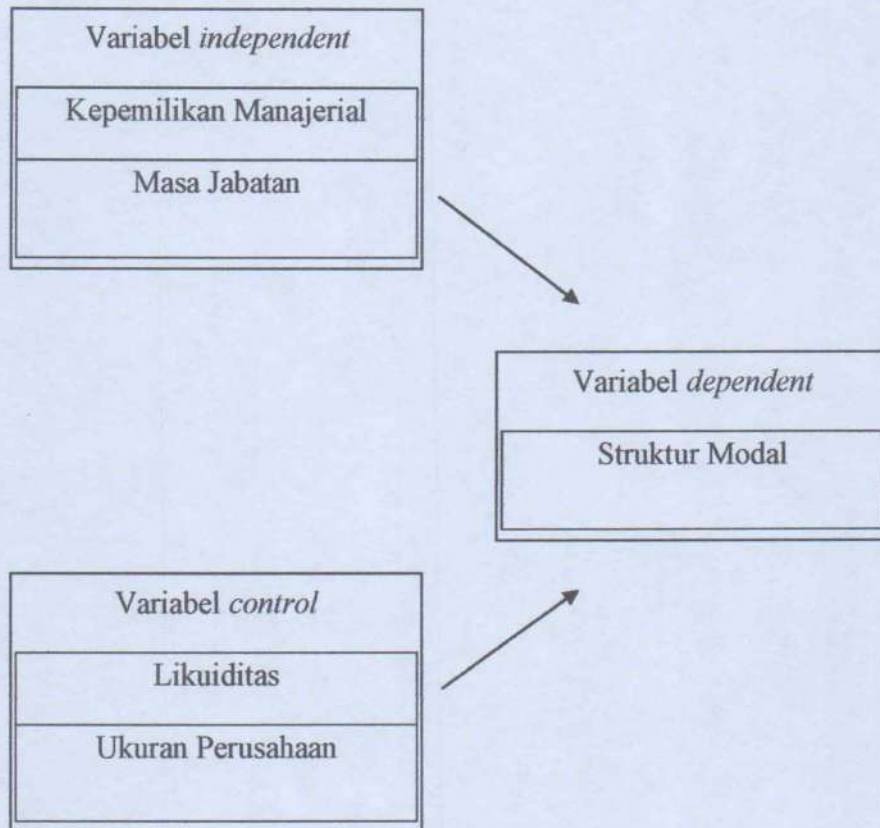 Variabel independent
Kepemilikan Manajerial
Masa Jabatan
Variabel dependent
Struktur Modal
Variabel control
Likuiditas
Ukuran Perusahaan